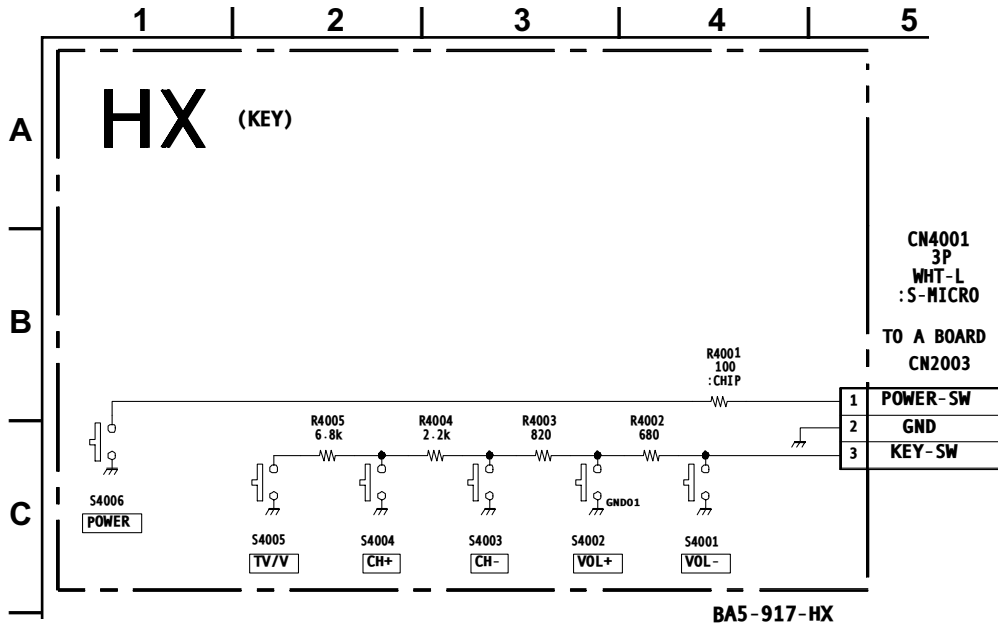 1 2 3 4 5
A
HX (KEY)
B
CN4001
3P
WHT-L
:S-MICRO
TO A BOARD
CN2003
R4001
100
:CHIP
1 POWER-SW
2 GND
3 KEY-SW
R4005 R4004 R4003 R4002
6.8k 2.2k 820 680
C
GND01
S4006
POWER
S4005 S4004 S4003 S4002 S4001
TV/V CH+ CH- VOL+ VOL-
BA5-917-HX